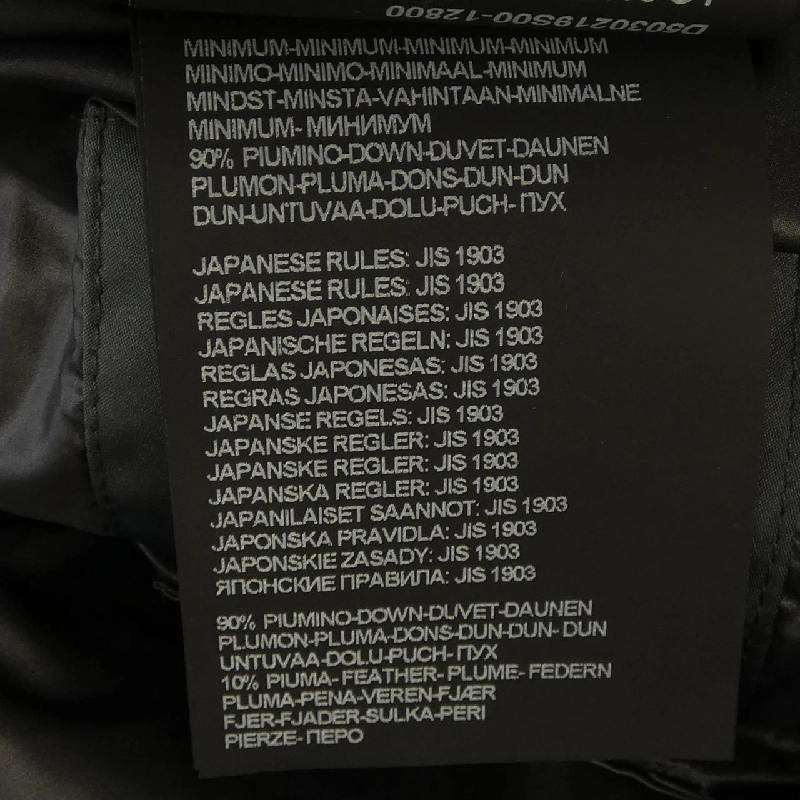 D5030219S00-12800
MINIMUM-MINIMUM-MINIMUM-MINIMUM
MINIMO-MINIMO-MINIMAAL-MINIMUM
MINDST-MINSTA-VAHINTAAN-MINIMALNE
MINIMUM- МИНИМУМ
90% PIUMINO-DOWN-DUVET-DAUNEN
PLUMON-PLUMA-DONS-DUN-DUN
DUN-UNTUVAA-DOLU-PUCH- ПУХ
JAPANESE RULES: JIS 1903
JAPANESE RULES: JIS 1903
REGLES JAPONAISES: JIS 1903
JAPANISCHE REGELN: JIS 1903
REGLAS JAPONESAS: JIS 1903
REGRAS JAPONESAS: JIS 1903
JAPANSE REGELS: JIS 1903
JAPANSKE REGLER: JIS 1903
JAPANSKE REGLER: JIS 1903
JAPANSKA REGLER: JIS 1903
JAPANILAISET SAANNOT: JIS 1903
JAPONSKA PRAVIDLA: JIS 1903
JAPONSKIE ZASADY: JIS 1903
ЯПОНСКИЕ ПРАВИЛА: JIS 1903
90% PIUMINO-DOWN-DUVET-DAUNEN
PLUMON-PLUMA-DONS-DUN-DUN- DUN
UNTUVAA-DOLU-PUCH- ПУХ
10% PIUMA- FEATHER- PLUME- FEDERN
PLUMA-PENA-VEREN-FJÆR
FJER-FJADER-SULKA-PERI
PIERZE- ПЕРО